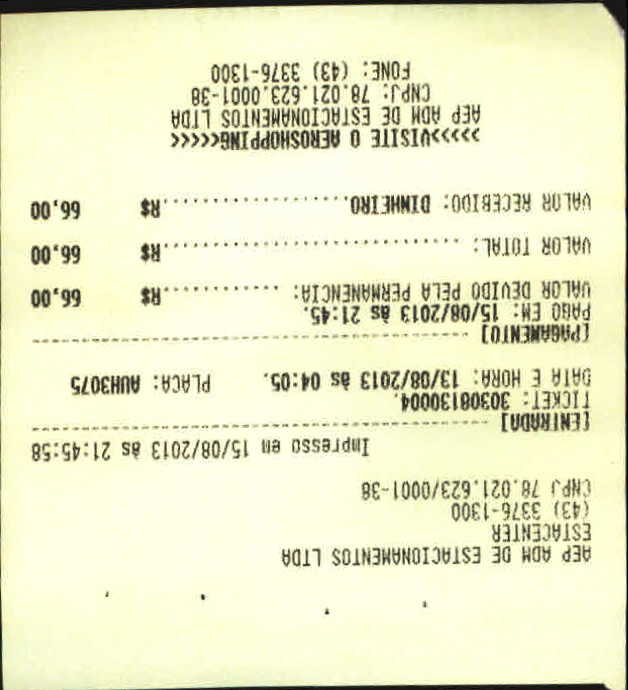 AEP ADM DE ESTACIONAMENTOS LTDA
ESTACENTER
(43) 3376-1300
CNPJ 78.021.623/0001-38
Impresso em 15/08/2013 às 21:45:58
[ENTRADA] ------------------------------------
TICKET: 30308130004.
DATA E HORA: 13/08/2013 às 04:05. PLACA: AUH3075
[PAGAMENTO] ----------------------------------
PAGO EM: 15/08/2013 às 21:45.
VALOR DEVIDO PELA PERMANENCIA: ..............R$ 66,00
VALOR TOTAL: ................................R$ 66,00
VALOR RECEBIDO: DINHEIRO.....................R$ 66,00
>>>>>VISITE O AEROSHOPPING<<<<<
AEP ADM DE ESTACIONAMENTOS LTDA
CNPJ: 78.021.623.0001-38
FONE: (43) 3376-1300